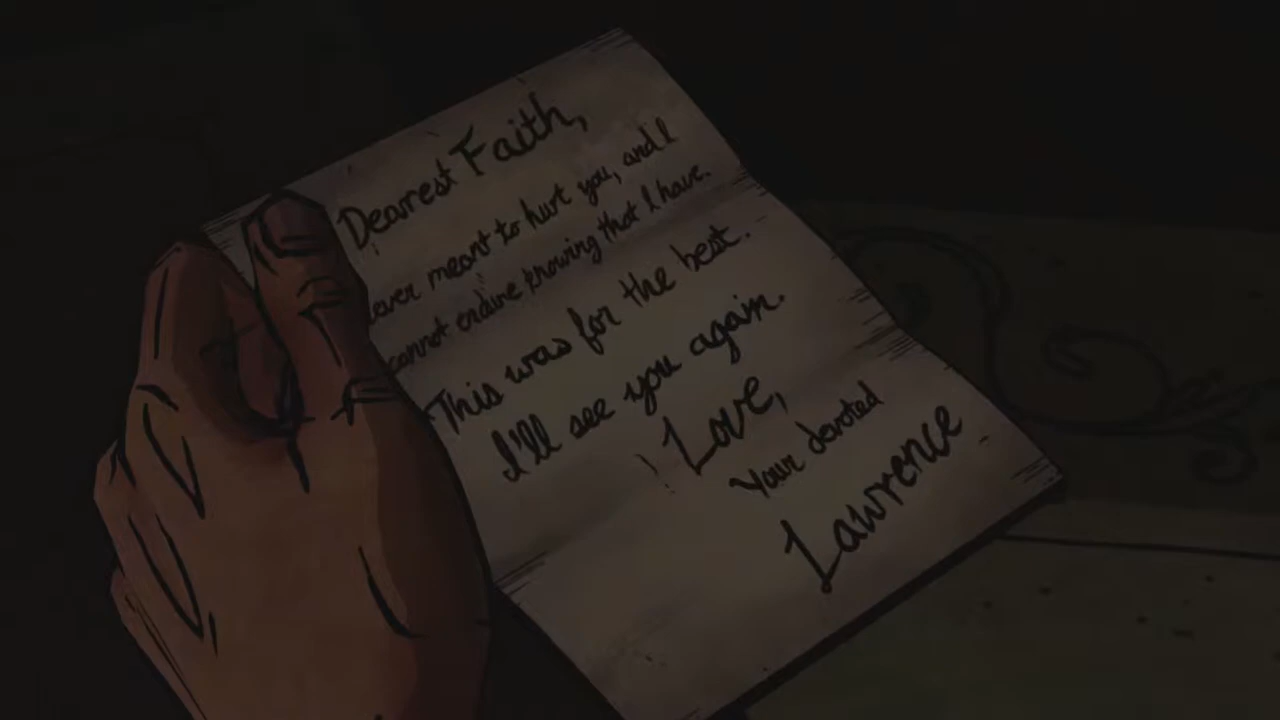 Dearest Faith,
never meant to hurt you, and I
cannot endure knowing that I have.
This was for the best.
I'll see you again.
Love,
Your devoted
Lawrence